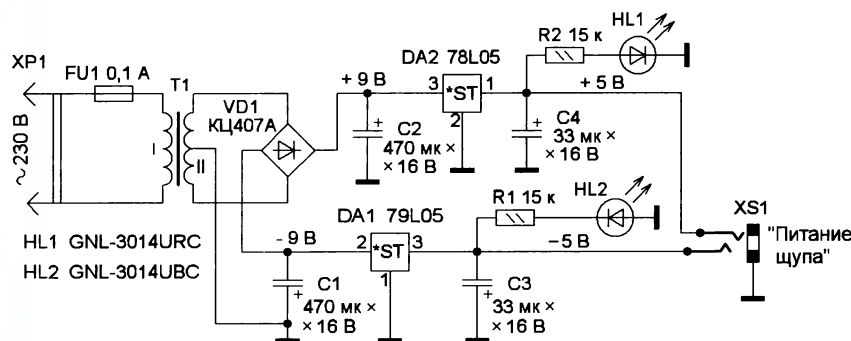 XP1
FU1 0,1 А
T1
~230 В
I
II
VD1
КЦ407А
+ 9 В
DA2 78L05
3
*ST
1
2
R2 15 к
HL1
+ 5 В
C2
470 мк ×
× 16 В
+
C4
33 мк ×
× 16 В
+
HL1 GNL-3014URC
HL2 GNL-3014UBC
- 9 В
DA1 79L05
2
*ST
3
1
R1 15 к
HL2
–5 В
XS1
"Питание
щупа"
C1
470 мк ×
× 16 В
+
C3
33 мк ×
× 16 В
+